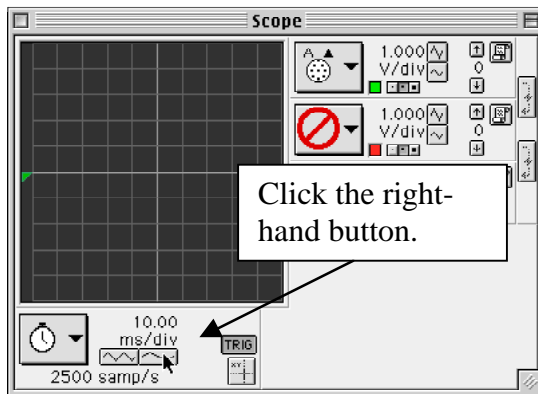 Scope
A
1.000
V/div
0
1.000
V/div
0
Click the right-
hand button.
10.00
ms/div
TRIG
XY
2500 samp/s